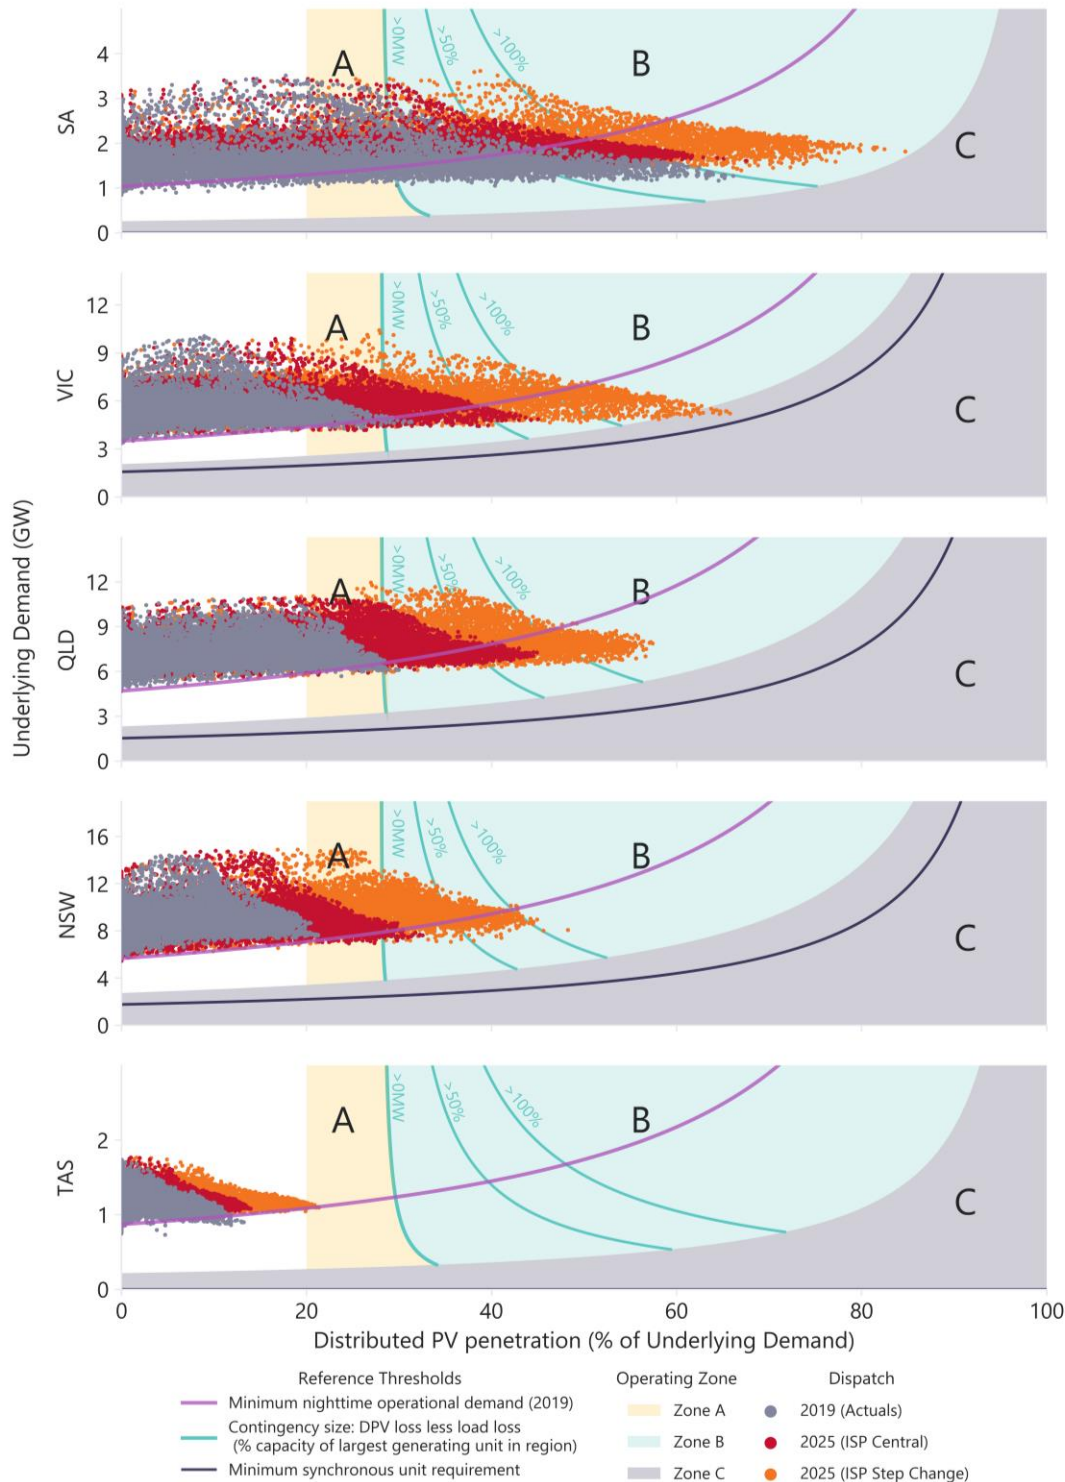 SA
4
3
2
1
0
A
B
C
>0MW
>50%
>100%
VIC
12
9
6
3
0
A
B
C
>0MW
>50%
>100%
Underlying Demand (GW)
QLD
12
9
6
3
0
A
B
C
>0MW
>50%
>100%
NSW
16
12
8
4
0
A
B
C
>0MW
>50%
>100%
TAS
2
1
0
A
B
C
>0MW
>50%
>100%
0 20 40 60 80 100
Distributed PV penetration (% of Underlying Demand)
Reference Thresholds
Minimum nighttime operational demand (2019)
Contingency size: DPV loss less load loss
(% capacity of largest generating unit in region)
Minimum synchronous unit requirement
Operating Zone
Zone A
Zone B
Zone C
Dispatch
2019 (Actuals)
2025 (ISP Central)
2025 (ISP Step Change)